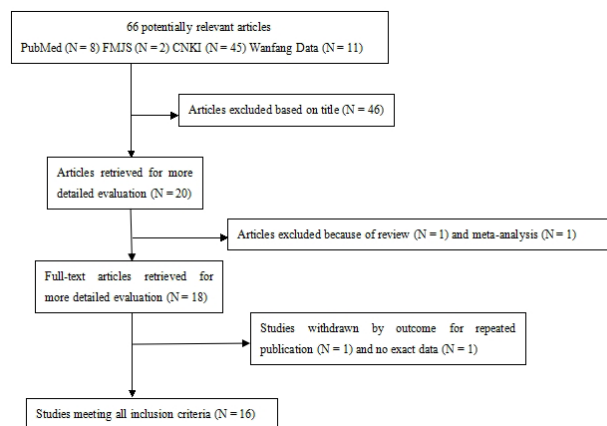 66 potentially relevant articles
PubMed (N = 8) FMJS (N = 2) CNKI (N = 45) Wanfang Data (N = 11)
Articles excluded based on title (N = 46)
Articles retrieved for more
detailed evaluation (N = 20)
Articles excluded because of review (N = 1) and meta-analysis (N = 1)
Full-text articles retrieved for
more detailed evaluation (N = 18)
Studies withdrawn by outcome for repeated
publication (N = 1) and no exact data (N = 1)
Studies meeting all inclusion criteria (N = 16)